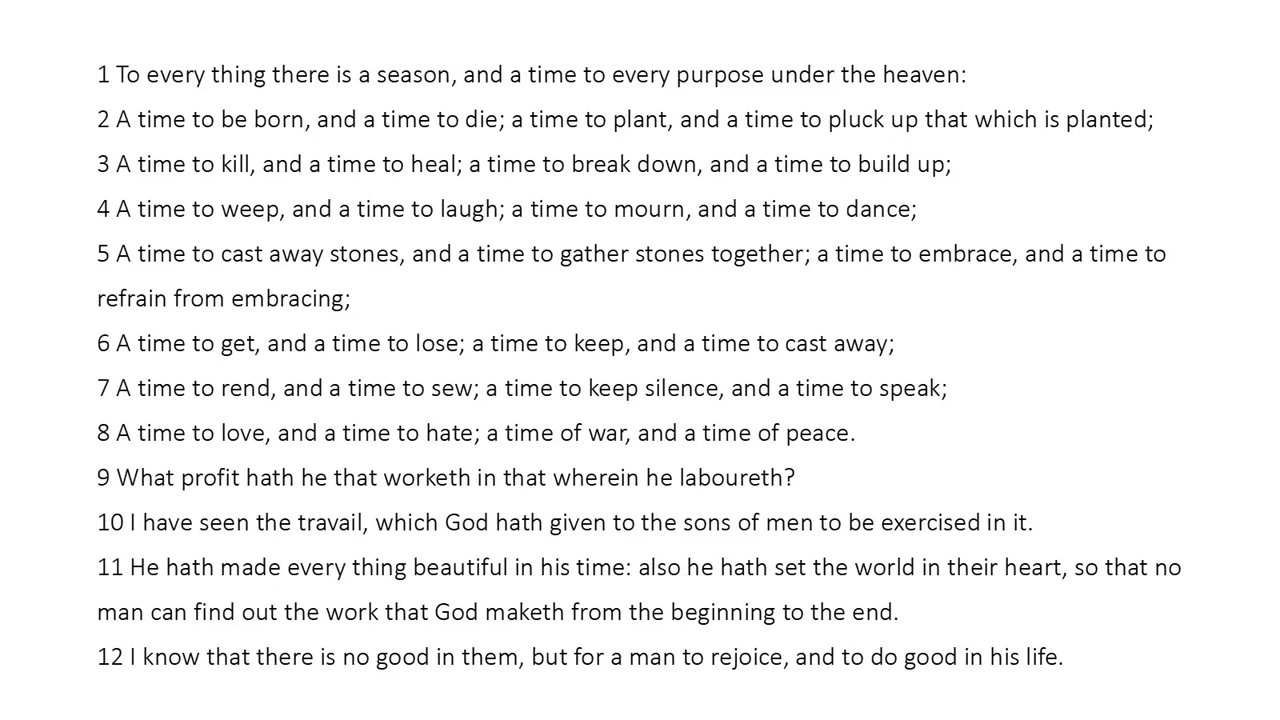 1 To every thing there is a season, and a time to every purpose under the heaven:
2 A time to be born, and a time to die; a time to plant, and a time to pluck up that which is planted;
3 A time to kill, and a time to heal; a time to break down, and a time to build up;
4 A time to weep, and a time to laugh; a time to mourn, and a time to dance;
5 A time to cast away stones, and a time to gather stones together; a time to embrace, and a time to
refrain from embracing;
6 A time to get, and a time to lose; a time to keep, and a time to cast away;
7 A time to rend, and a time to sew; a time to keep silence, and a time to speak;
8 A time to love, and a time to hate; a time of war, and a time of peace.
9 What profit hath he that worketh in that wherein he laboureth?
10 I have seen the travail, which God hath given to the sons of men to be exercised in it.
11 He hath made every thing beautiful in his time: also he hath set the world in their heart, so that no
man can find out the work that God maketh from the beginning to the end.
12 I know that there is no good in them, but for a man to rejoice, and to do good in his life.